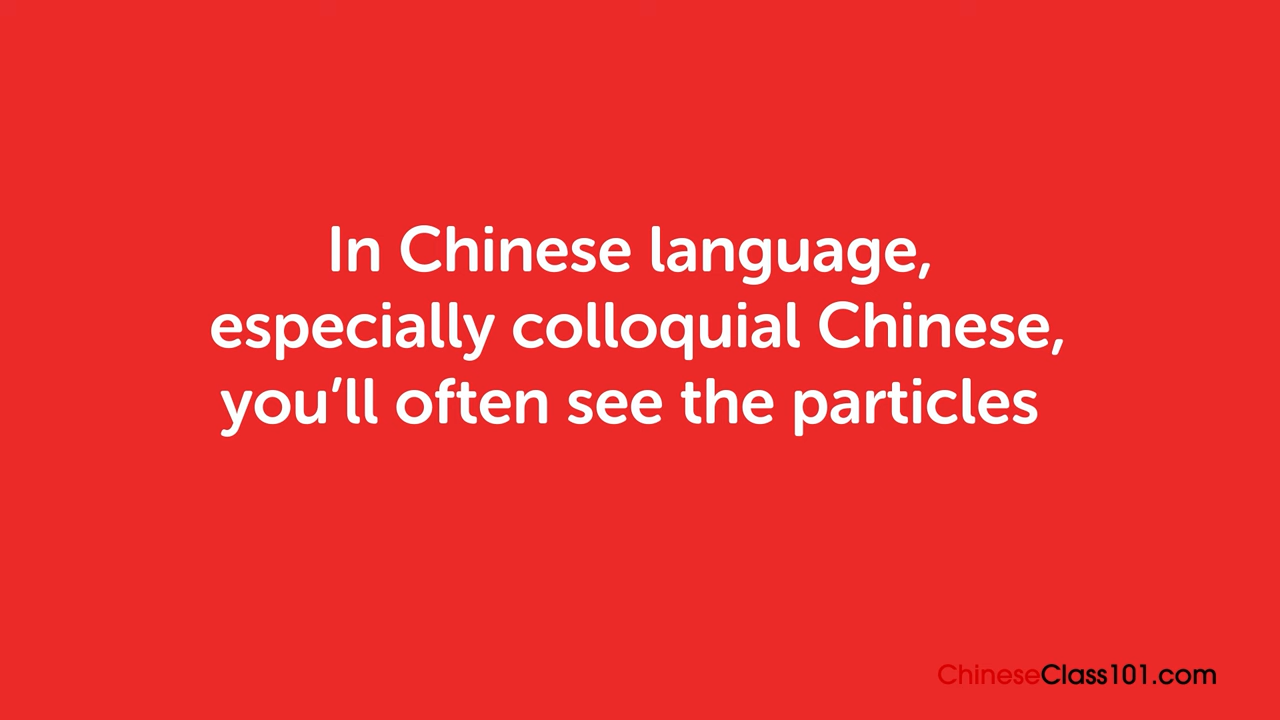 In Chinese language,
especially colloquial Chinese,
you’ll often see the particles
ChineseClass101.com